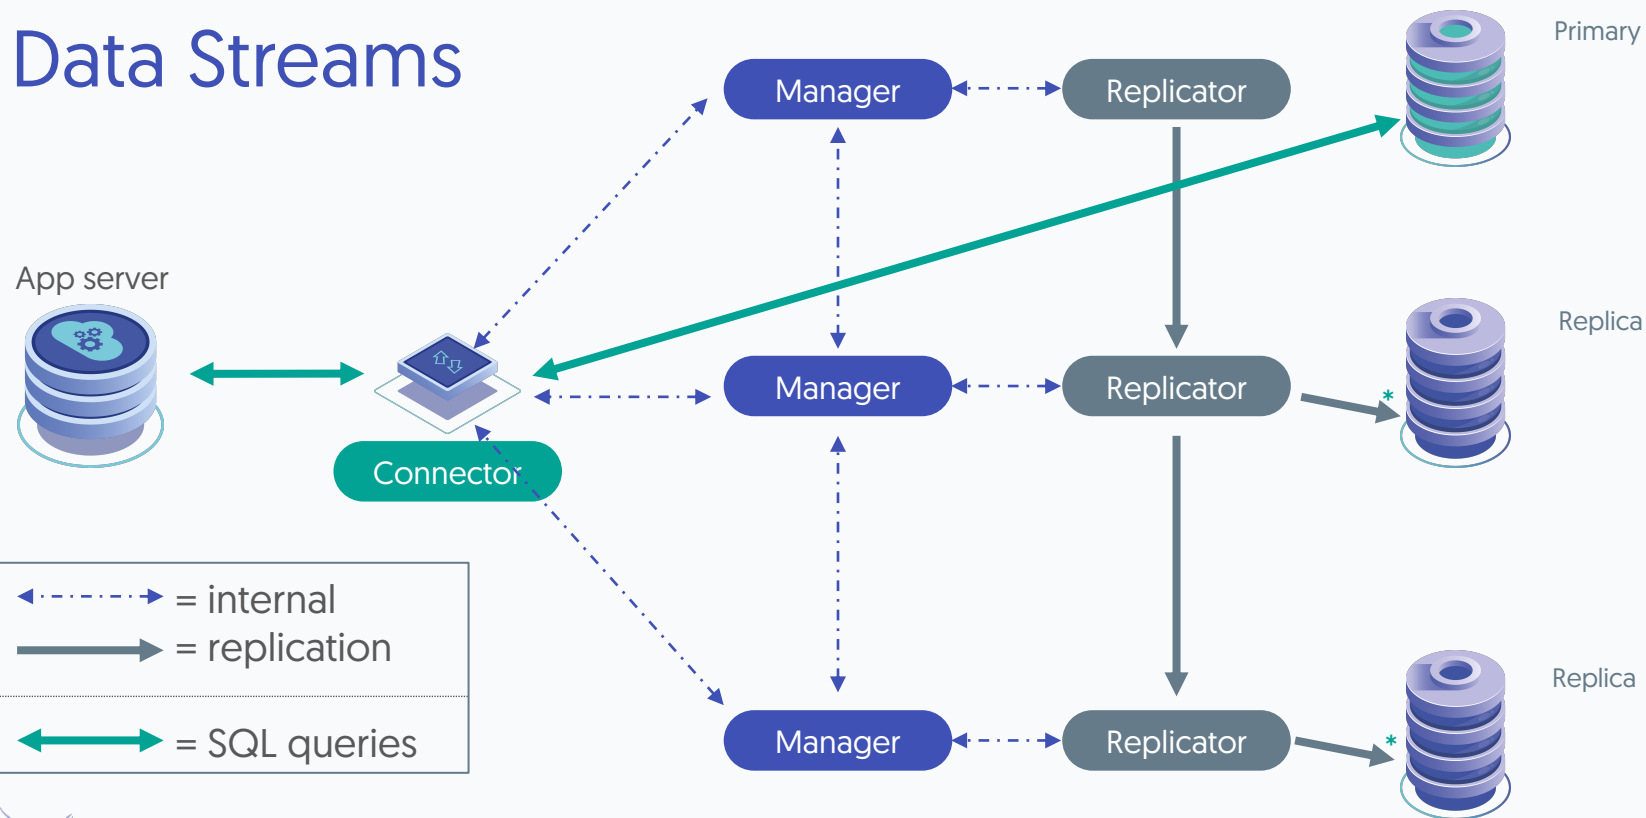 Data Streams
Manager
Replicator
Primary
App server
Connector
Manager
Replicator
*
Replica
= internal
= replication
= SQL queries
Manager
Replicator
*
Replica